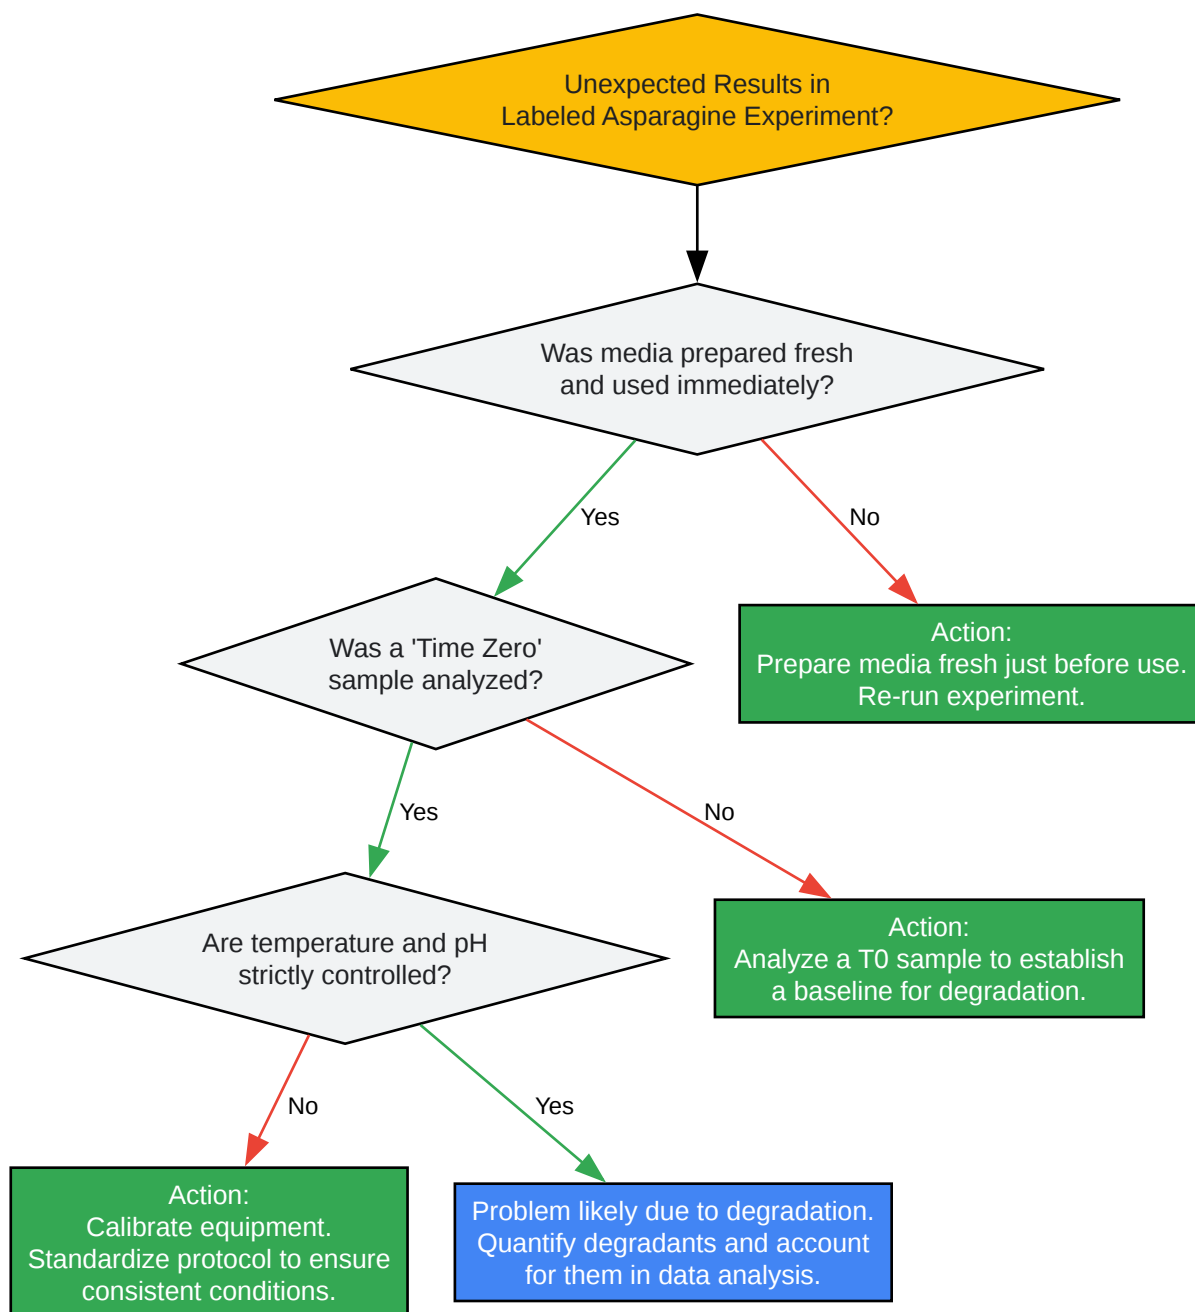 Unexpected Results in
Labeled Asparagine Experiment?
Was media prepared fresh
and used immediately?
Yes
No
Was a 'Time Zero'
sample analyzed?
Action:
Prepare media fresh just before use.
Re-run experiment.
Yes
No
Are temperature and pH
strictly controlled?
Action:
Analyze a T0 sample to establish
a baseline for degradation.
No
Yes
Action:
Calibrate equipment.
Standardize protocol to ensure
consistent conditions.
Problem likely due to degradation.
Quantify degradants and account
for them in data analysis.